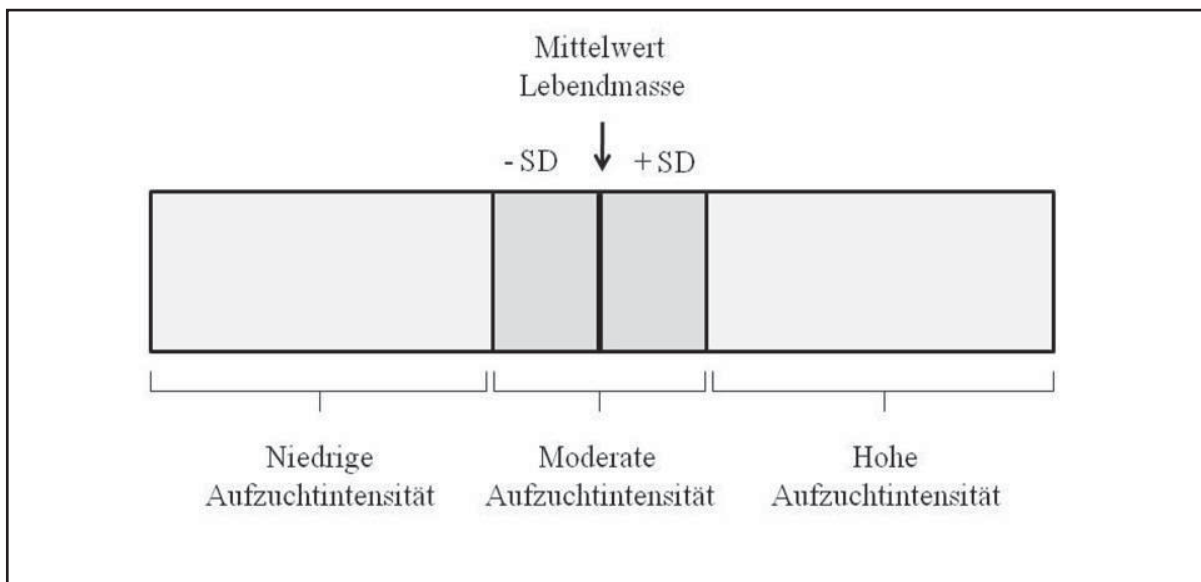 Mittelwert
Lebendmasse
- SD
+ SD
Niedrige
Aufzuchtintensität
Moderate
Aufzuchtintensität
Hohe
Aufzuchtintensität